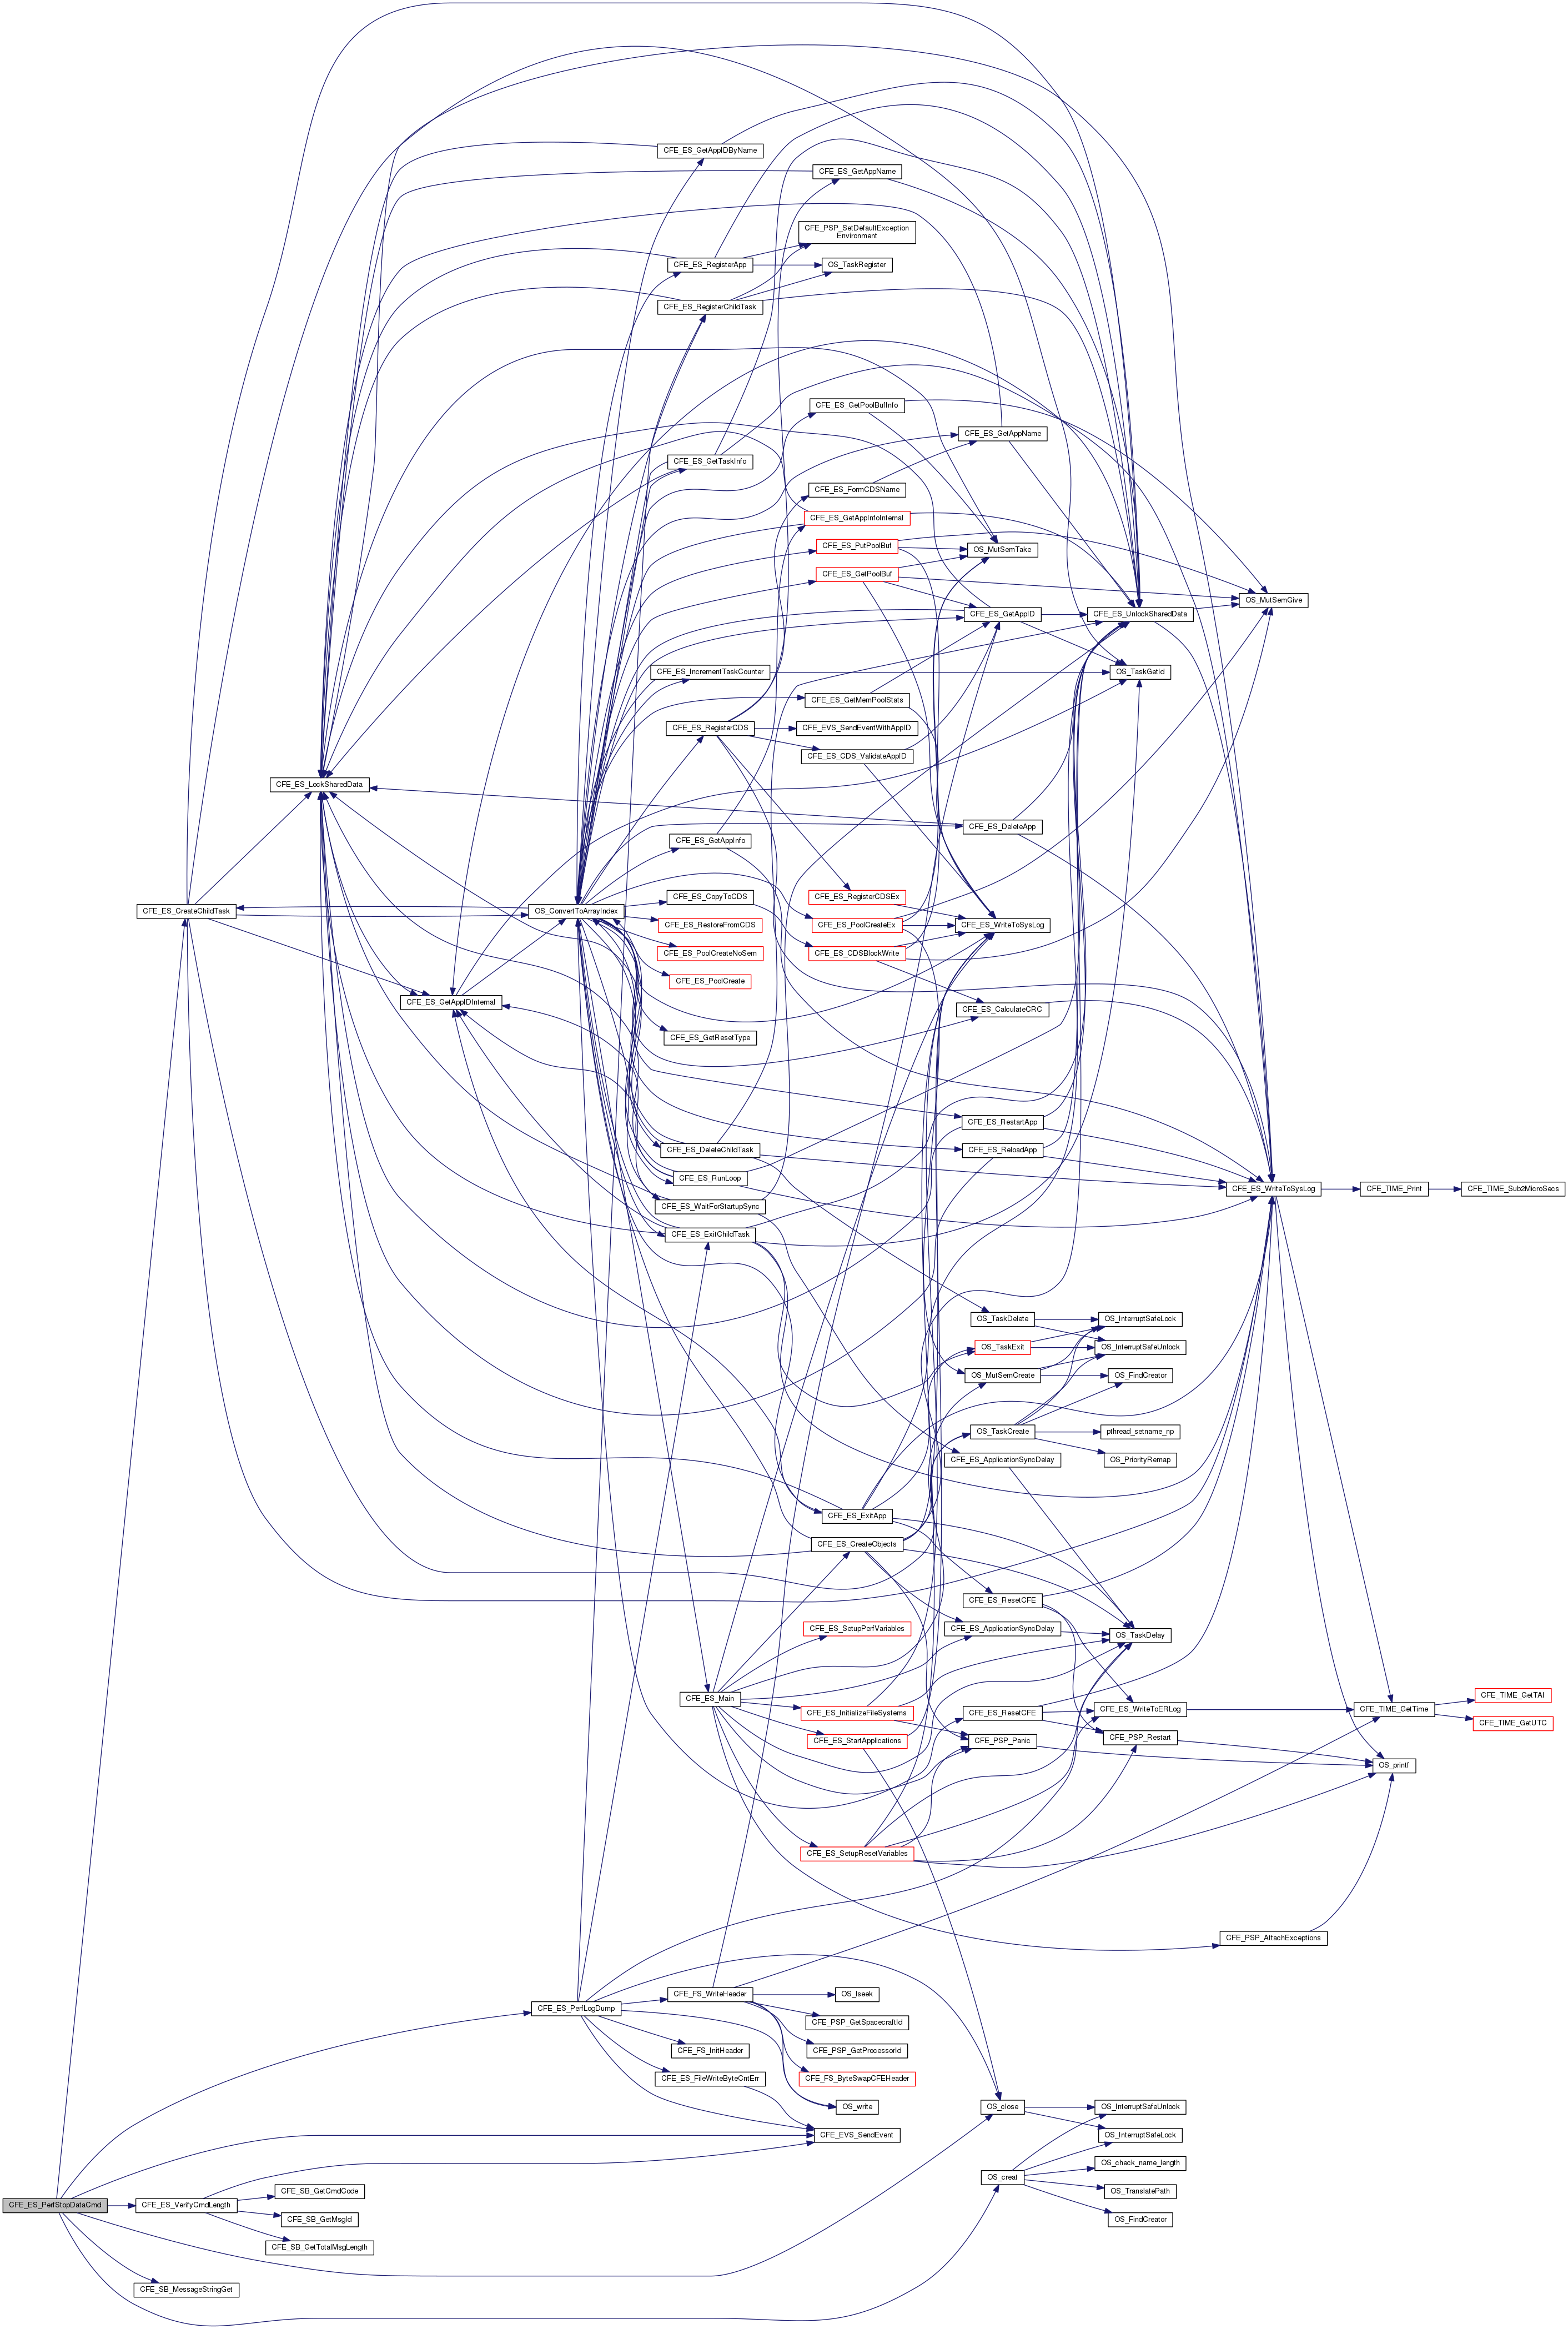 CFE_ES_GetAppIDByName
CFE_ES_GetAppName
CFE_PSP_SetDefaultException
Environment
CFE_ES_RegisterApp
OS_TaskRegister
CFE_ES_RegisterChildTask
CFE_ES_GetPoolBufInfo
CFE_ES_GetAppName
CFE_ES_GetTaskInfo
CFE_ES_FormCDSName
CFE_ES_GetAppInfoInternal
CFE_ES_PutPoolBuf
OS_MutSemTake
CFE_ES_GetPoolBuf
OS_MutSemGive
CFE_ES_GetAppID
CFE_ES_UnlockSharedData
CFE_ES_IncrementTaskCounter
OS_TaskGetId
CFE_ES_GetMemPoolStats
CFE_ES_RegisterCDS
CFE_EVS_SendEventWithAppID
CFE_ES_CDS_ValidateAppID
CFE_ES_LockSharedData
CFE_ES_DeleteApp
CFE_ES_GetAppInfo
CFE_ES_CopyToCDS
CFE_ES_RegisterCDSEx
CFE_ES_CreateChildTask
OS_ConvertToArrayIndex
CFE_ES_RestoreFromCDS
CFE_ES_PoolCreateEx
CFE_ES_WriteToSysLog
CFE_ES_PoolCreateNoSem
CFE_ES_CDSBlockWrite
CFE_ES_PoolCreate
CFE_ES_GetAppIDInternal
CFE_ES_CalculateCRC
CFE_ES_GetResetType
CFE_ES_RestartApp
CFE_ES_DeleteChildTask
CFE_ES_ReloadApp
CFE_ES_RunLoop
CFE_ES_WriteToSysLog
CFE_TIME_Print
CFE_TIME_Sub2MicroSecs
CFE_ES_WaitForStartupSync
CFE_ES_ExitChildTask
OS_TaskDelete
OS_InterruptSafeLock
OS_TaskExit
OS_InterruptSafeUnlock
OS_MutSemCreate
OS_FindCreator
OS_TaskCreate
pthread_setname_np
CFE_ES_ApplicationSyncDelay
OS_PriorityRemap
CFE_ES_ExitApp
CFE_ES_CreateObjects
CFE_ES_ResetCFE
CFE_ES_SetupPerfVariables
CFE_ES_ApplicationSyncDelay
OS_TaskDelay
CFE_ES_Main
CFE_ES_InitializeFileSystems
CFE_ES_ResetCFE
CFE_ES_WriteToERLog
CFE_TIME_GetTime
CFE_TIME_GetTAI
CFE_TIME_GetUTC
CFE_ES_StartApplications
CFE_PSP_Panic
CFE_PSP_Restart
OS_printf
CFE_ES_SetupResetVariables
CFE_PSP_AttachExceptions
CFE_ES_PerfLogDump
CFE_FS_WriteHeader
OS_lseek
CFE_PSP_GetSpacecraftId
CFE_FS_InitHeader
CFE_PSP_GetProcessorId
CFE_ES_FileWriteByteCntErr
CFE_FS_ByteSwapCFEHeader
OS_write
OS_close
OS_InterruptSafeUnlock
CFE_EVS_SendEvent
OS_InterruptSafeLock
OS_creat
OS_check_name_length
OS_TranslatePath
OS_FindCreator
CFE_ES_PerfStopDataCmd
CFE_ES_VerifyCmdLength
CFE_SB_GetCmdCode
CFE_SB_GetMsgId
CFE_SB_GetTotalMsgLength
CFE_SB_MessageStringGet